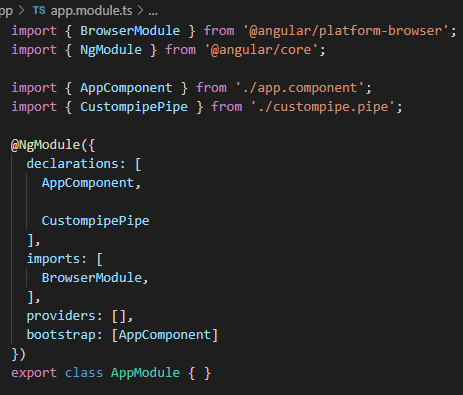 pp > TS app.module.ts > ...
import { BrowserModule } from '@angular/platform-browser';
import { NgModule } from '@angular/core';
import { AppComponent } from './app.component';
import { CustompipePipe } from './custompipe.pipe';
@NgModule({
declarations: [
AppComponent,
CustompipePipe
],
imports: [
BrowserModule,
],
providers: [],
bootstrap: [AppComponent]
})
export class AppModule { }